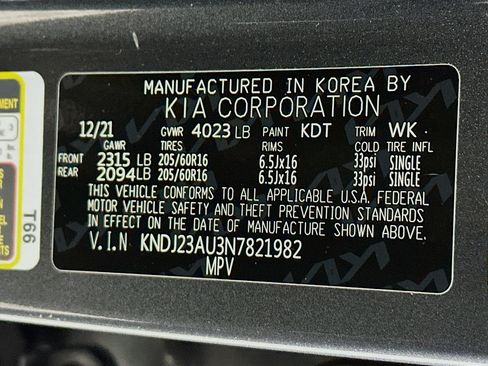 MANUFACTURED IN KOREA BY
KIA CORPORATION
12/21 GVWR 4023 LB PAINT KDT TRIM WK
GAWR TIRES RIMS COLD TIRE INFL
FRONT 2315 LB 205/60R16 6.5Jx16 33psi SINGLE
REAR 2094LB 205/60R16 6.5Jx16 33psi SINGLE
THIS VEHICLE CONFORMS TO ALL APPLICABLE U.S.A. FEDERAL
MOTOR VEHICLE SAFETY AND THEFT PREVENTION STANDARDS
IN EFFECT ON THE DATE OF MANUFACTURE SHOWN ABOVE.
V.I.N KNDJ23AU3N7821982
MPV
T66